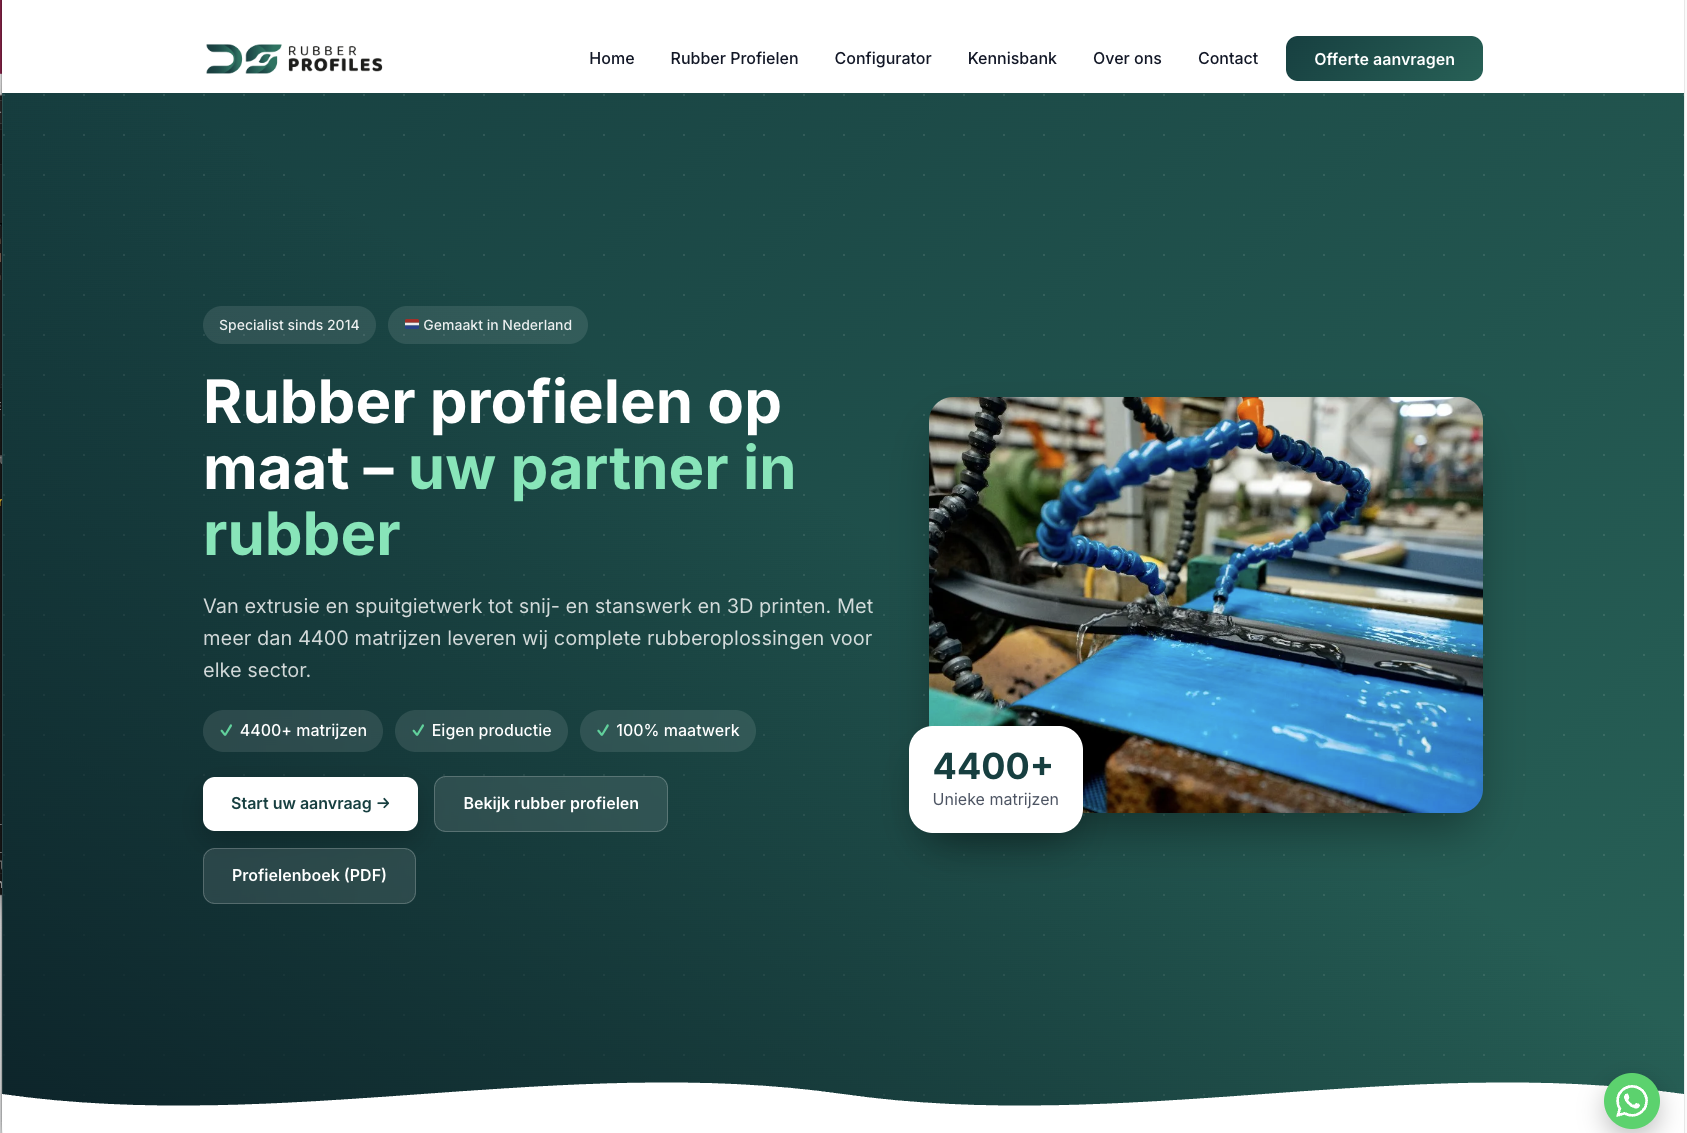 RUBBER
PROFILES
Home
Rubber Profielen
Configurator
Kennisbank
Over ons
Contact
Offerte aanvragen
Specialist sinds 2014
Gemaakt in Nederland
Rubber profielen op
maat – uw partner in
rubber
Van extrusie en spuitgietwerk tot snij- en stanswerk en 3D printen. Met
meer dan 4400 matrijzen leveren wij complete rubberoplossingen voor
elke sector.
✓ 4400+ matrijzen
✓ Eigen productie
✓ 100% maatwerk
Start uw aanvraag →
Bekijk rubber profielen
Profielenboek (PDF)
4400+
Unieke matrijzen